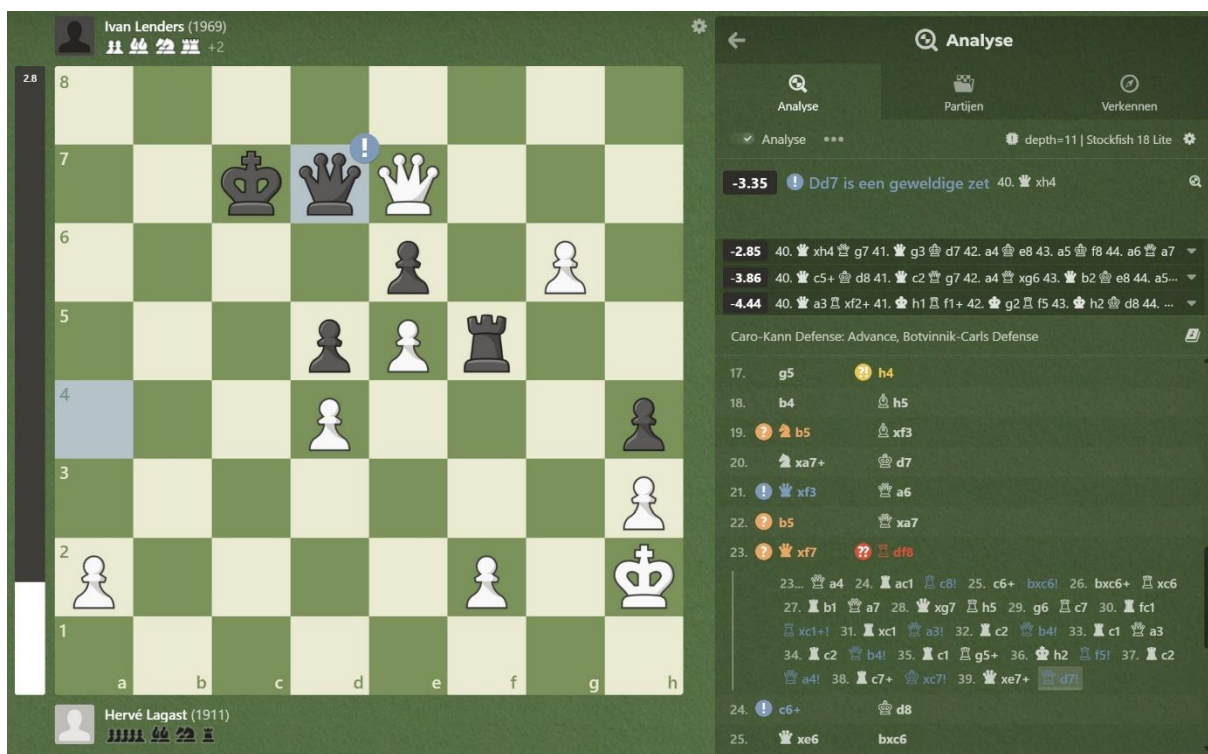 Ivan Lenders (1969)
+2
2.8
8
7
6
5
4
3
2
1
a b c d e f g h
Hervé Lagast (1911)
Analyse
Analyse Partijen Verkennen
Analyse depth=11 | Stockfish 18 Lite
-3.35 ! Dd7 is een geweldige zet 40. ♛ xh4
-2.85 40. ♛ xh4 ♕ g7 41. ♛ g3 ♔ d7 42. a4 ♔ e8 43. a5 ♔ f8 44. a6 ♕ a7
-3.86 40. ♛ c5+ ♔ d8 41. ♛ c2 ♕ g7 42. a4 ♕ xg6 43. ♛ b2 ♔ e8 44. a5...
-4.44 40. ♛ a3 ♖ xf2+ 41. ♚ h1 ♖ f1+ 42. ♚ g2 ♖ f5 43. ♚ h2 ♔ d8 44. ...
Caro-Kann Defense: Advance, Botvinnik-Carls Defense
17. g5 ?! h4
18. b4 ♗ h5
19. ? ♞ b5 ♗ xf3
20. ♞ xa7+ ♔ d7
21. ! ♛ xf3 ♕ a6
22. ? b5 ♕ xa7
23. ? ♛ xf7 ?? ♖ df8
23... ♕ a4 24. ♜ ac1 ♖ c8! 25. c6+ bxc6! 26. bxc6+ ♖ xc6
27. ♜ b1 ♕ a7 28. ♛ xg7 ♖ h5 29. g6 ♖ c7 30. ♜ fc1
♖ xc1+! 31. ♜ xc1 ♕ a3! 32. ♜ c2 ♕ b4! 33. ♜ c1 ♕ a3
34. ♜ c2 ♕ b4! 35. ♜ c1 ♖ g5+ 36. ♚ h2 ♖ f5! 37. ♜ c2
♕ a4! 38. ♜ c7+ ♔ xc7! 39. ♛ xe7+ ♕ d7!
24. ! c6+ ♔ d8
25. ♛ xe6 bxc6